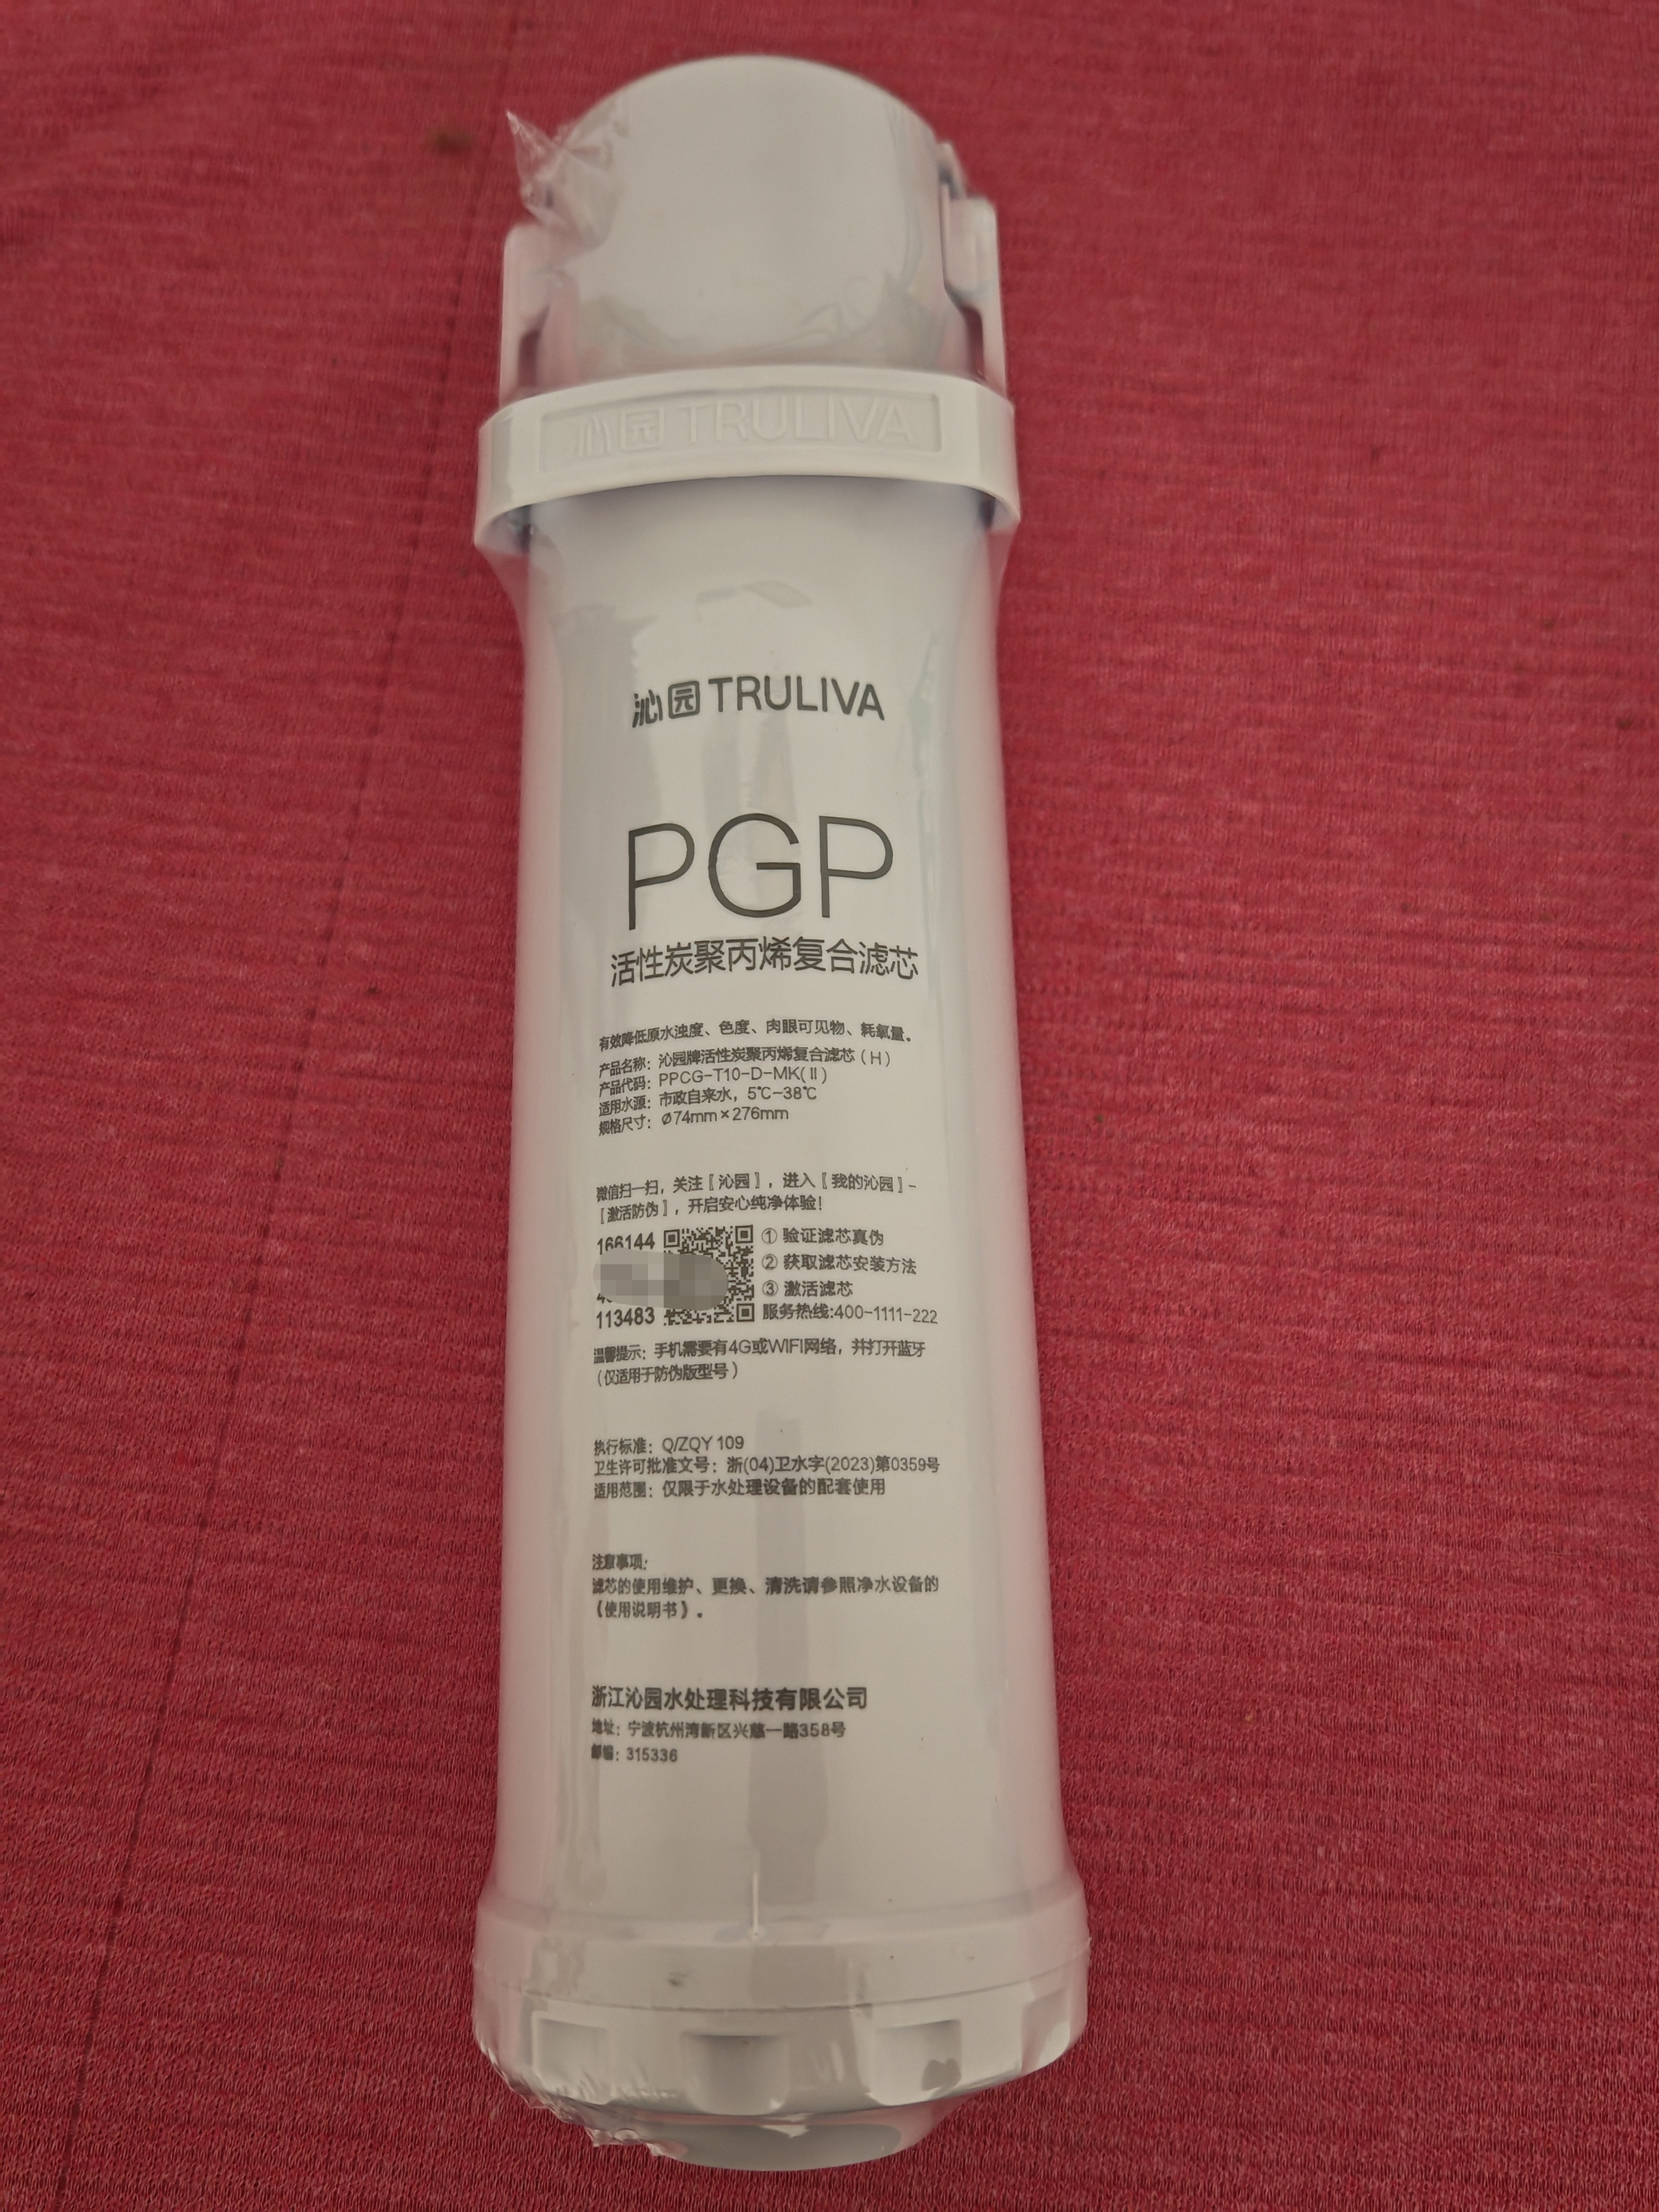 沁园 TRULIVA
沁园 TRULIVA
PGP
活性炭聚丙烯复合滤芯
有效降低原水浊度、色度、肉眼可见物、耗氧量。
产品名称：沁园牌活性炭聚丙烯复合滤芯（H）
产品代码：PPCG-T10-D-MK(Ⅱ)
适用水源：市政自来水，5℃-38℃
规格尺寸：Ø74mm×276mm
微信扫一扫，关注〖沁园〗，进入〖我的沁园〗-
〖激活防伪〗，开启安心纯净体验！
166144
113483
① 验证滤芯真伪
② 获取滤芯安装方法
③ 激活滤芯
服务热线:400-1111-222
温馨提示：手机需要有4G或WIFI网络，并打开蓝牙
（仅适用于防伪版型号）
执行标准：Q/ZQY 109
卫生许可批准文号：浙(04)卫水字(2023)第0359号
适用范围：仅限于水处理设备的配套使用
注意事项：
滤芯的使用维护、更换、清洗请参照净水设备的
《使用说明书》。
浙江沁园水处理科技有限公司
地址：宁波杭州湾新区兴慈一路358号
邮编：315336